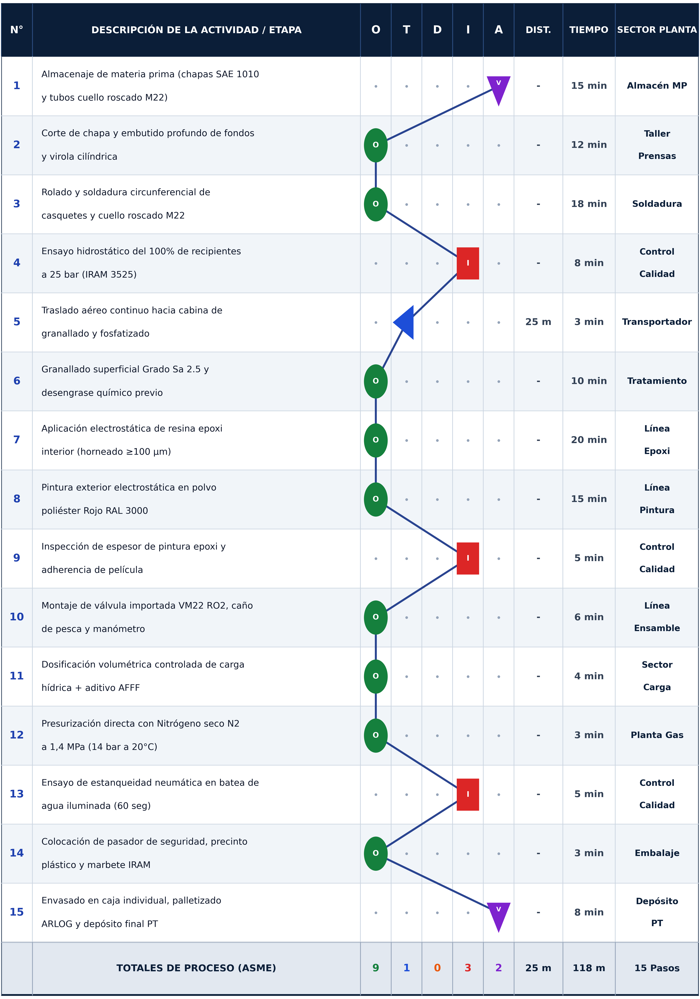 N° DESCRIPCIÓN DE LA ACTIVIDAD / ETAPA O T D I A DIST. TIEMPO SECTOR PLANTA
1 Almacenaje de materia prima (chapas SAE 1010
y tubos cuello roscado M22) V - 15 min Almacén MP
2 Corte de chapa y embutido profundo de fondos
y virola cilíndrica O - 12 min Taller
Prensas
3 Rolado y soldadura circunferencial de
casquetes y cuello roscado M22 O - 18 min Soldadura
4 Ensayo hidrostático del 100% de recipientes
a 25 bar (IRAM 3525) I - 8 min Control
Calidad
5 Traslado aéreo continuo hacia cabina de
granallado y fosfatizado 25 m 3 min Transportador
6 Granallado superficial Grado Sa 2.5 y
desengrase químico previo O - 10 min Tratamiento
7 Aplicación electrostática de resina epoxi
interior (horneado ≥100 µm) O - 20 min Línea
Epoxi
8 Pintura exterior electrostática en polvo
poliéster Rojo RAL 3000 O - 15 min Línea
Pintura
9 Inspección de espesor de pintura epoxi y
adherencia de película I - 5 min Control
Calidad
10 Montaje de válvula importada VM22 RO2, caño
de pesca y manómetro O - 6 min Línea
Ensamble
11 Dosificación volumétrica controlada de carga
hídrica + aditivo AFFF O - 4 min Sector
Carga
12 Presurización directa con Nitrógeno seco N2
a 1,4 MPa (14 bar a 20°C) O - 3 min Planta Gas
13 Ensayo de estanqueidad neumática en batea de
agua iluminada (60 seg) I - 5 min Control
Calidad
14 Colocación de pasador de seguridad, precinto
plástico y marbete IRAM O - 3 min Embalaje
15 Envasado en caja individual, palletizado
ARLOG y depósito final PT V - 8 min Depósito
PT
TOTALES DE PROCESO (ASME) 9 1 0 3 2 25 m 118 m 15 Pasos